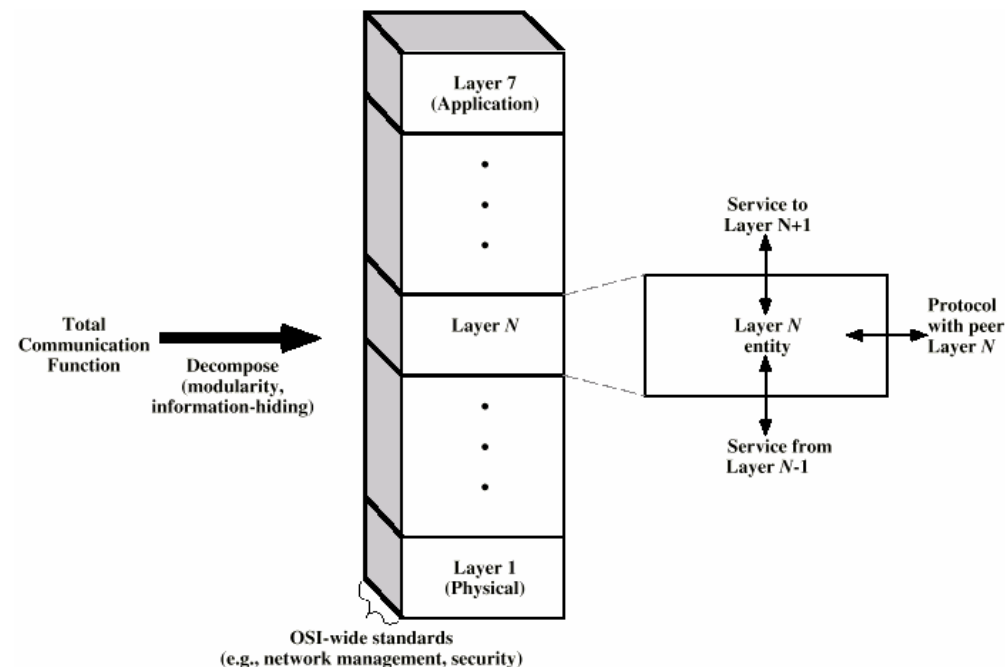 Layer 7
(Application)
Service to
Layer N+1
Total
Communication
Function
Decompose
(modularity,
information-hiding)
Layer N
Layer N
entity
Protocol
with peer
Layer N
Service from
Layer N-1
Layer 1
(Physical)
OSI-wide standards
(e.g., network management, security)